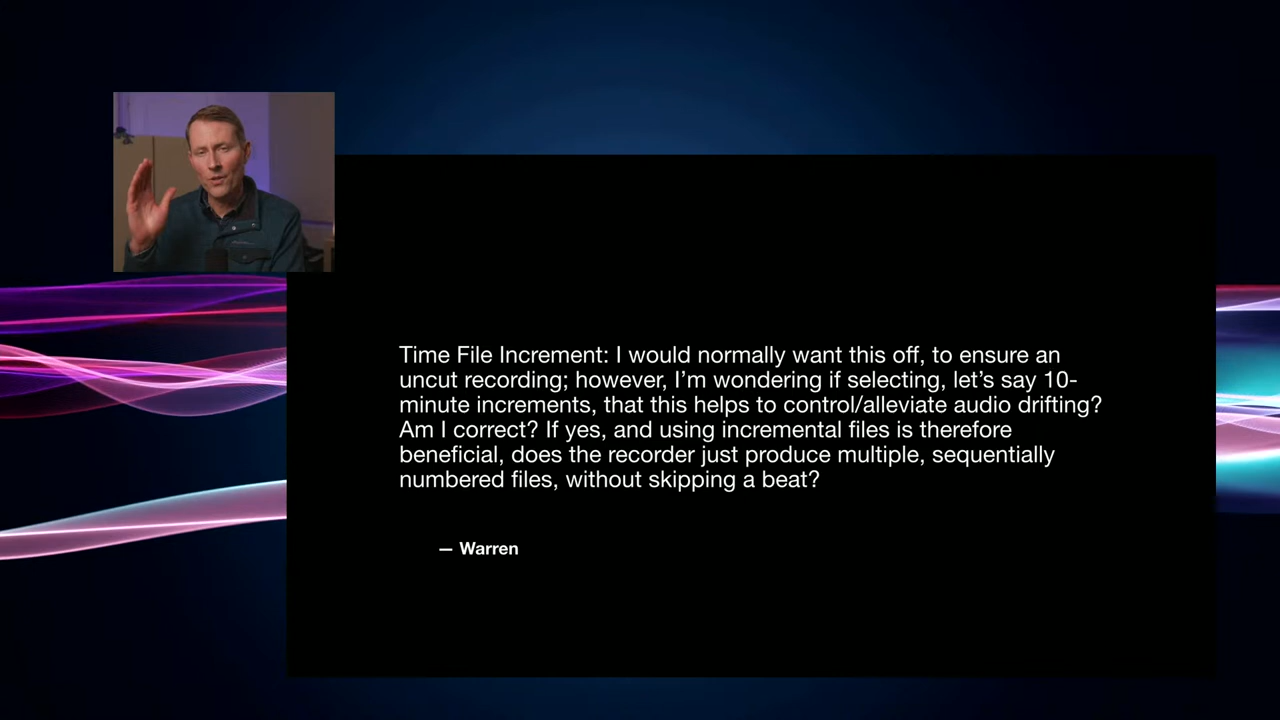 Time File Increment: I would normally want this off, to ensure an
uncut recording; however, I’m wondering if selecting, let’s say 10-
minute increments, that this helps to control/alleviate audio drifting?
Am I correct? If yes, and using incremental files is therefore
beneficial, does the recorder just produce multiple, sequentially
numbered files, without skipping a beat?
— Warren